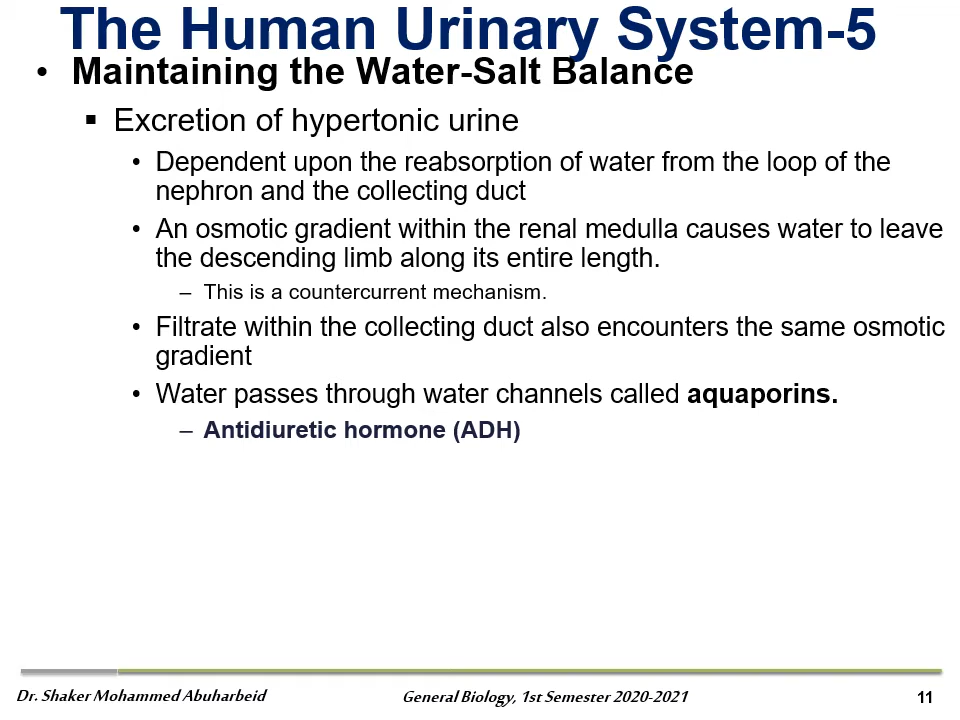 The Human Urinary System-5
• Maintaining the Water-Salt Balance
▪ Excretion of hypertonic urine
• Dependent upon the reabsorption of water from the loop of the
nephron and the collecting duct
• An osmotic gradient within the renal medulla causes water to leave
the descending limb along its entire length.
– This is a countercurrent mechanism.
• Filtrate within the collecting duct also encounters the same osmotic
gradient
• Water passes through water channels called aquaporins.
– Antidiuretic hormone (ADH)
Dr. Shaker Mohammed Abuharbeid General Biology, 1st Semester 2020-2021 11